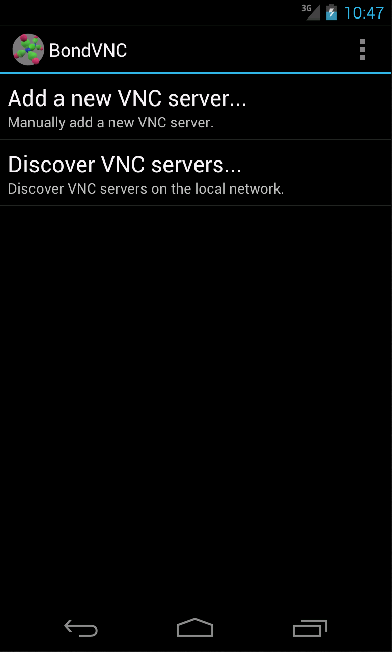 3G 10:47
BondVNC
Add a new VNC server...
Manually add a new VNC server.
Discover VNC servers...
Discover VNC servers on the local network.